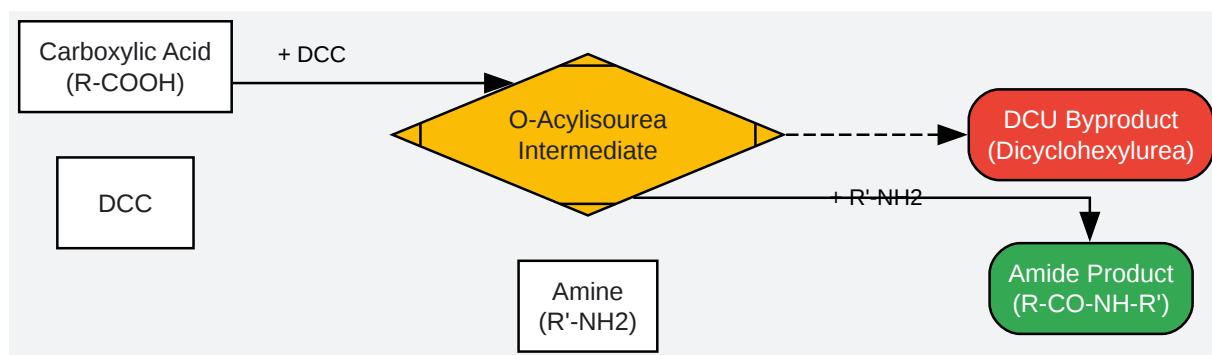 Carboxylic Acid
(R-COOH)
+ DCC
O-Acylisourea
Intermediate
DCU Byproduct
(Dicyclohexylurea)
DCC
+ R'-NH2
Amine
(R'-NH2)
Amide Product
(R-CO-NH-R')